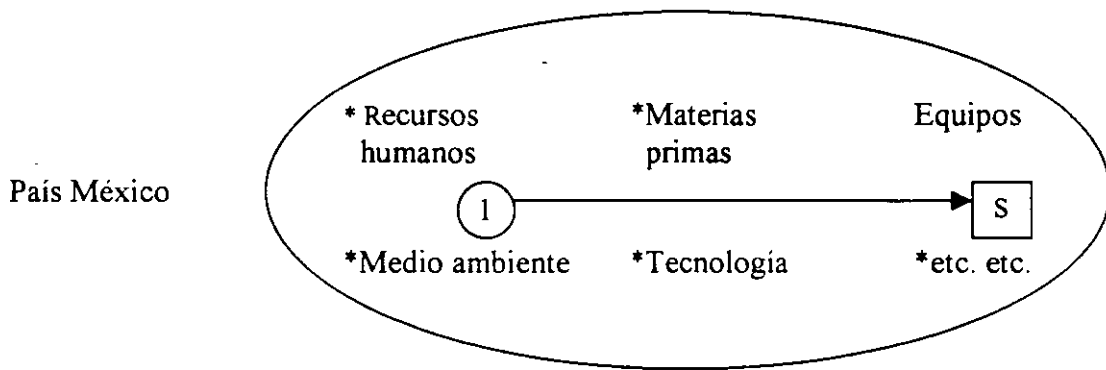 * Recursos
humanos
*Materias
primas
Equipos
País México
1
S
*Medio ambiente
*Tecnología
*etc. etc.